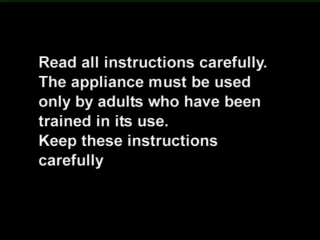 Read all instructions carefully.
The appliance must be used
only by adults who have been
trained in its use.
Keep these instructions
carefully